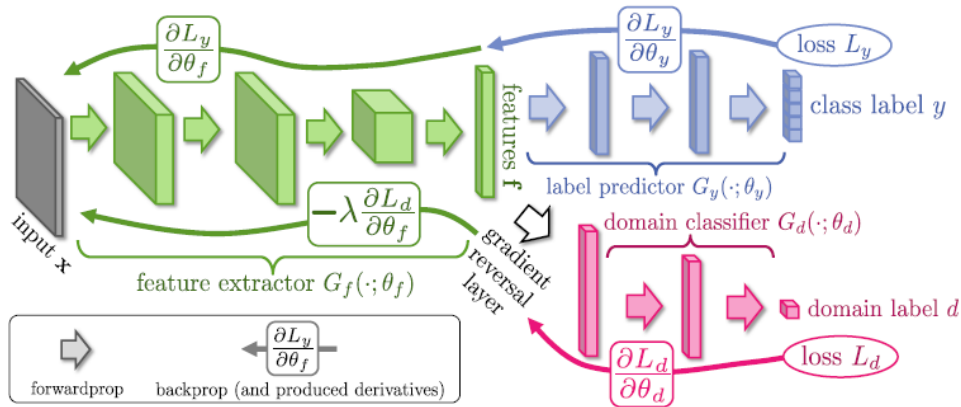 ∂L_y/∂θ_f
∂L_y/∂θ_y
loss L_y
features f
class label y
label predictor G_y(·; θ_y)
input x
−λ ∂L_d/∂θ_f
feature extractor G_f(·; θ_f)
gradient
reversal
layer
domain classifier G_d(·; θ_d)
domain label d
∂L_d/∂θ_d
loss L_d
forwardprop
∂L_y/∂θ_f
backprop (and produced derivatives)